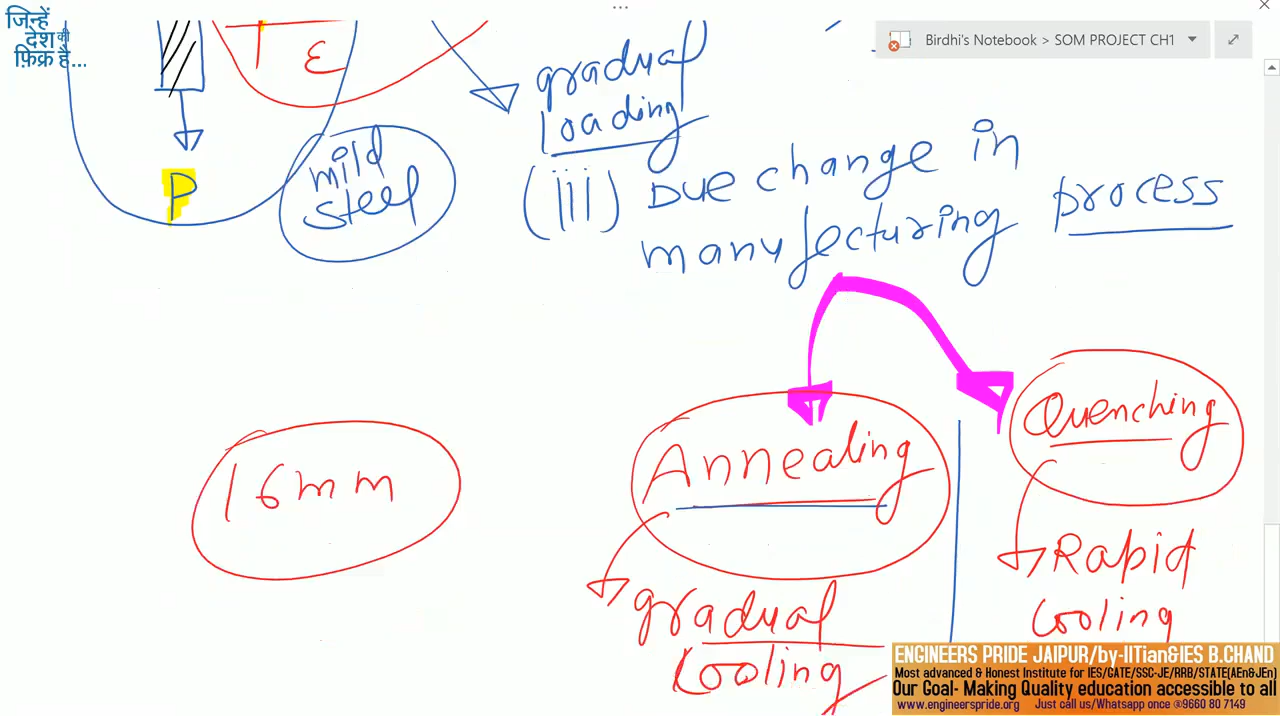 जिन्हें
देश की
फ़िक्र है...
Birdhi's Notebook > SOM PROJECT CH1
ε
gradual
loading
P
mild
steel
(iii) Due change in
manufecturing process
16mm
Annealing
Quenching
gradual
cooling
Rapid
cooling
ENGINEERS PRIDE JAIPUR/by-IITian&IES B.CHAND
Most advanced & Honest Institute for IES/GATE/SSC-JE/RRB/STATE(AEn&JEn)
Our Goal- Making Quality education accessible to all
www.engineerspride.org Just call us/Whatsapp once @9660 80 7149